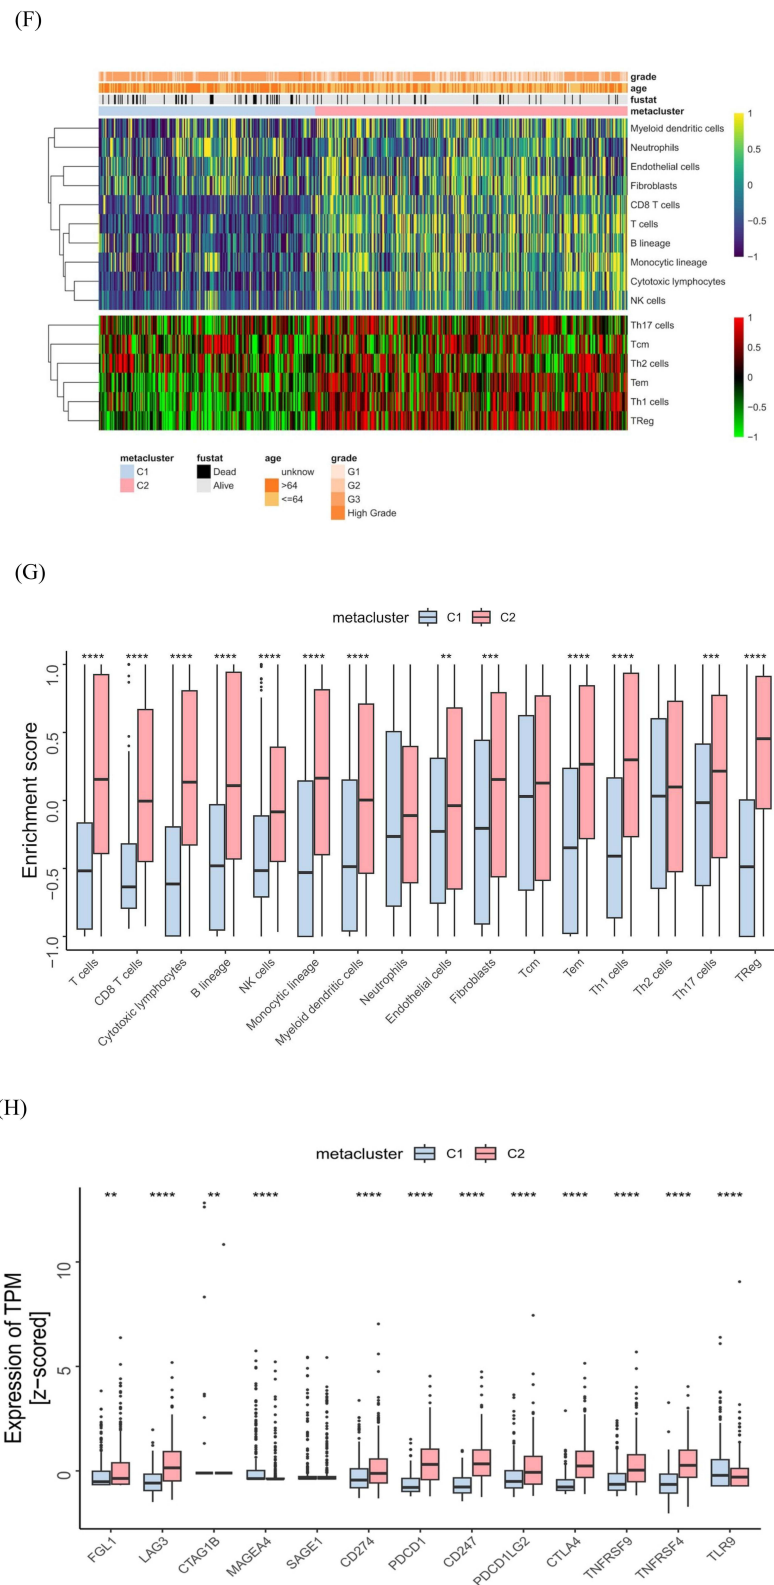 (F)
grade
age
fustat
metacluster
Myeloid dendritic cells
Neutrophils
Endothelial cells
Fibroblasts
CD8 T cells
T cells
B lineage
Monocytic lineage
Cytotoxic lymphocytes
NK cells
1
0.5
0
−0.5
−1
Th17 cells
Tcm
Th2 cells
Tem
Th1 cells
TReg
1
0.5
0
−0.5
−1
metacluster fustat age grade
C1 Dead unknow G1
C2 Alive >64 G2
<=64 G3
High Grade
(G)
metacluster C1 C2
**** **** **** **** **** **** **** ** *** **** **** *** ****
Enrichment score
1.0
0.5
0.0
−0.5
−1.0
T cells
CD8 T cells
Cytotoxic lymphocytes
B lineage
NK cells
Monocytic lineage
Myeloid dendritic cells
Neutrophils
Endothelial cells
Fibroblasts
Tcm
Tem
Th1 cells
Th2 cells
Th17 cells
TReg
(H)
metacluster C1 C2
** **** ** **** **** **** **** **** **** **** **** ****
Expression of TPM
[z−scored]
10
5
0
FGL1
LAG3
CTAG1B
MAGEA4
SAGE1
CD274
PDCD1
CD247
PDCD1LG2
CTLA4
TNFRSF9
TNFRSF4
TLR9